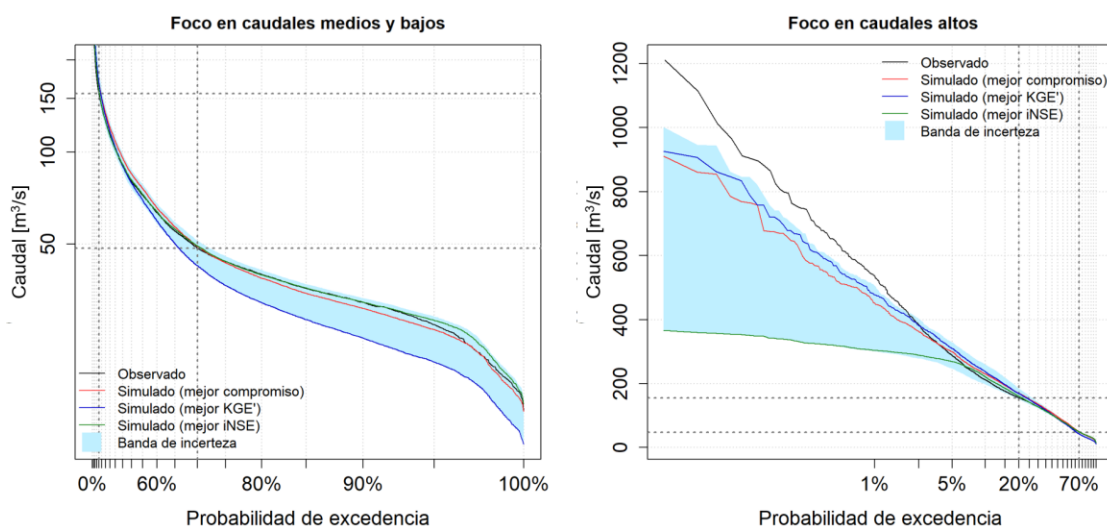 Foco en caudales medios y bajos
Caudal [m³/s]
150
100
50
Observado
Simulado (mejor compromiso)
Simulado (mejor KGE')
Simulado (mejor iNSE)
Banda de incerteza
0%
60%
80%
90%
100%
Probabilidad de excedencia
Foco en caudales altos
Caudal [m³/s]
1200
1000
800
600
400
200
0
Observado
Simulado (mejor compromiso)
Simulado (mejor KGE')
Simulado (mejor iNSE)
Banda de incerteza
1%
5%
20%
70%
Probabilidad de excedencia